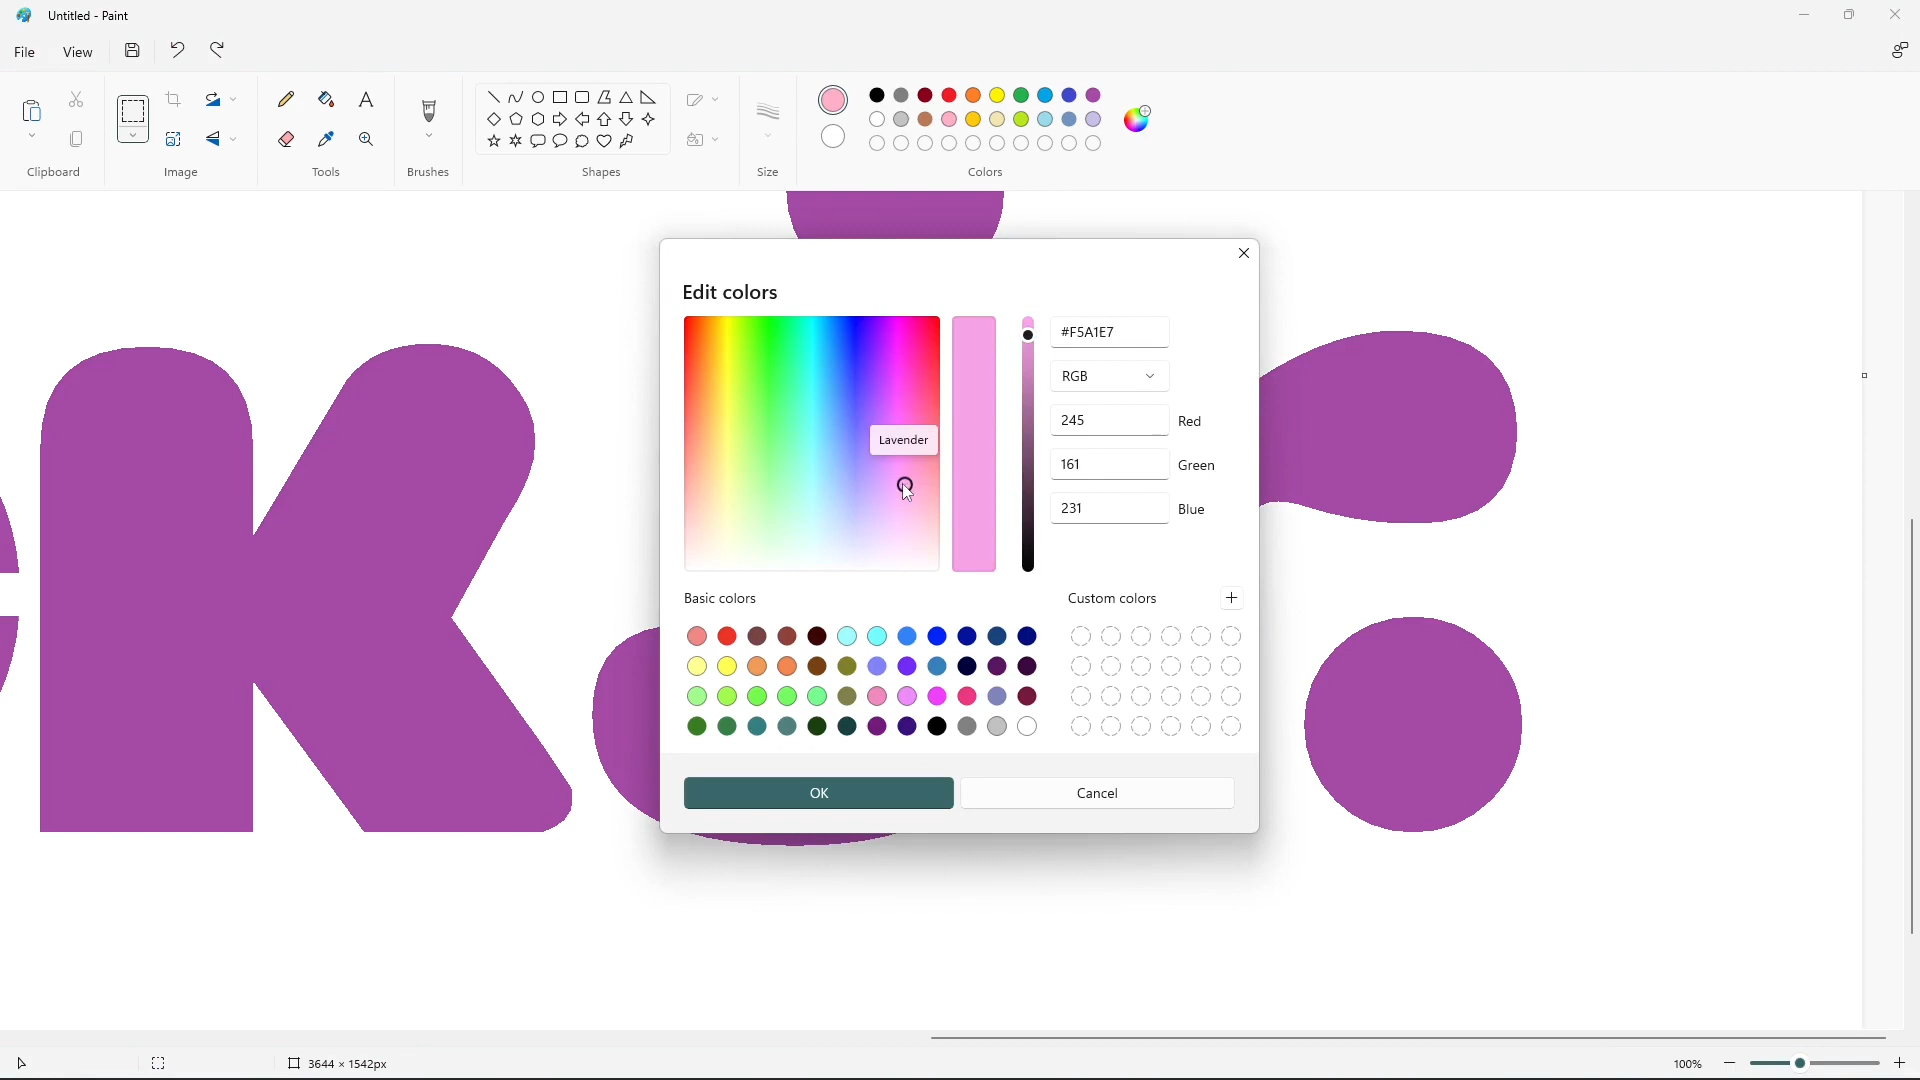 Untitled - Paint
File View
Clipboard
Image
Tools
Brushes
Shapes
Size
Colors
Edit colors
#F5A1E7
RGB
245 Red
Lavender
161 Green
231 Blue
Basic colors
Custom colors
OK
Cancel
K
3644 × 1542px
100%